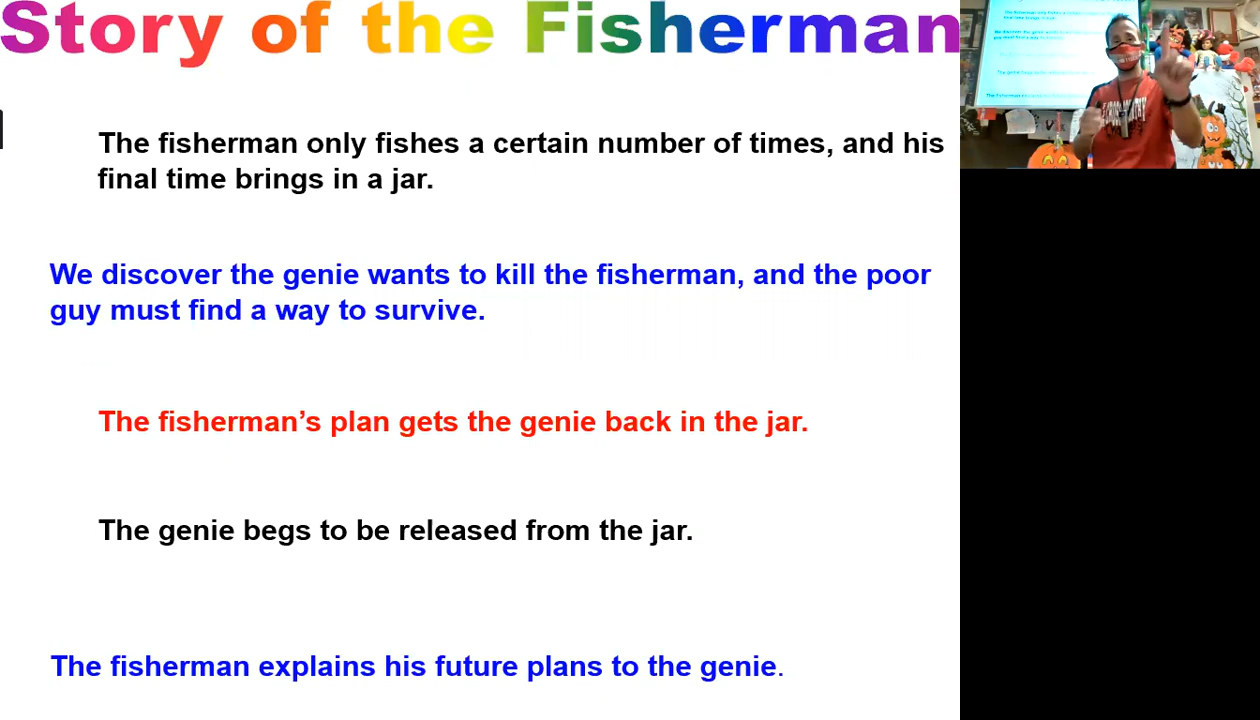 Story of the Fisherman
The fisherman only fishes a certain number of times, and his
final time brings in a jar.
We discover the genie wants to kill the fisherman, and the poor
guy must find a way to survive.
The fisherman’s plan gets the genie back in the jar.
The genie begs to be released from the jar.
The fisherman explains his future plans to the genie.